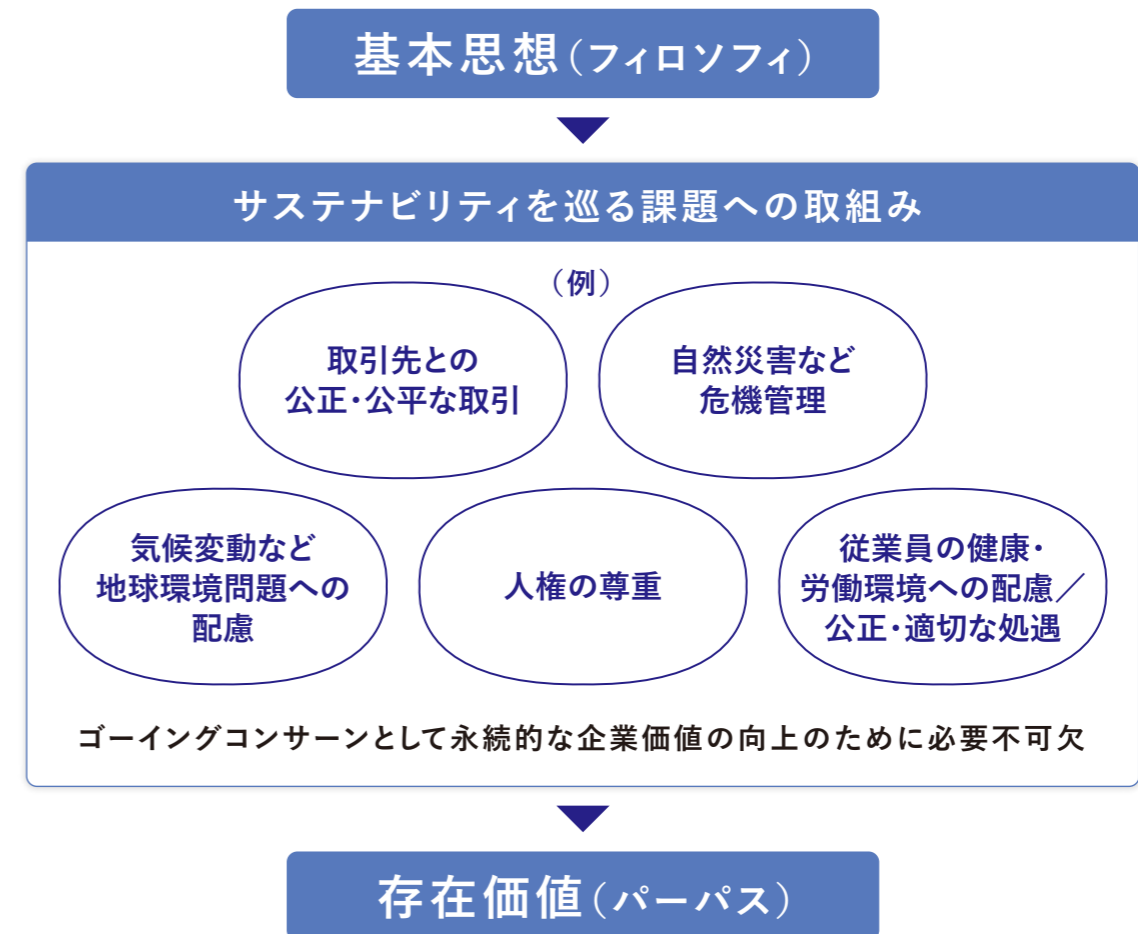 基本思想(フィロソフィ)
サステナビリティを巡る課題への取組み
(例)
取引先との
公正・公平な取引
自然災害など
危機管理
気候変動など
地球環境問題への
配慮
人権の尊重
従業員の健康・
労働環境への配慮／
公正・適切な処遇
ゴーイングコンサーンとして永続的な企業価値の向上のために必要不可欠
存在価値(パーパス)